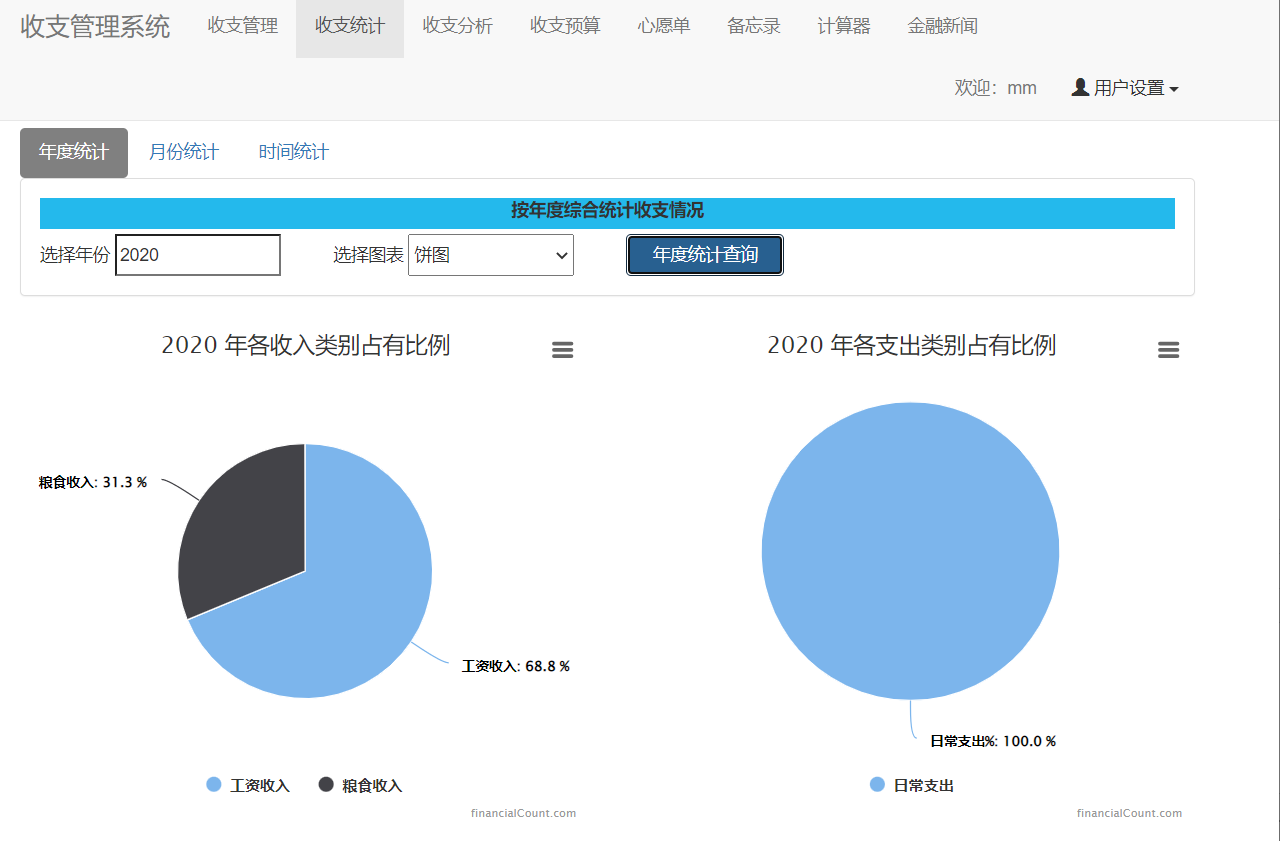 收支管理系统 收支管理 收支统计 收支分析 收支预算 心愿单 备忘录 计算器 金融新闻
欢迎：mm 用户设置
年度统计 月份统计 时间统计
按年度综合统计收支情况
选择年份 2020 选择图表 饼图 年度统计查询
2020 年各收入类别占有比例
粮食收入: 31.3 %
工资收入: 68.8 %
工资收入 粮食收入
financialCount.com
2020 年各支出类别占有比例
日常支出%: 100.0 %
日常支出
financialCount.com